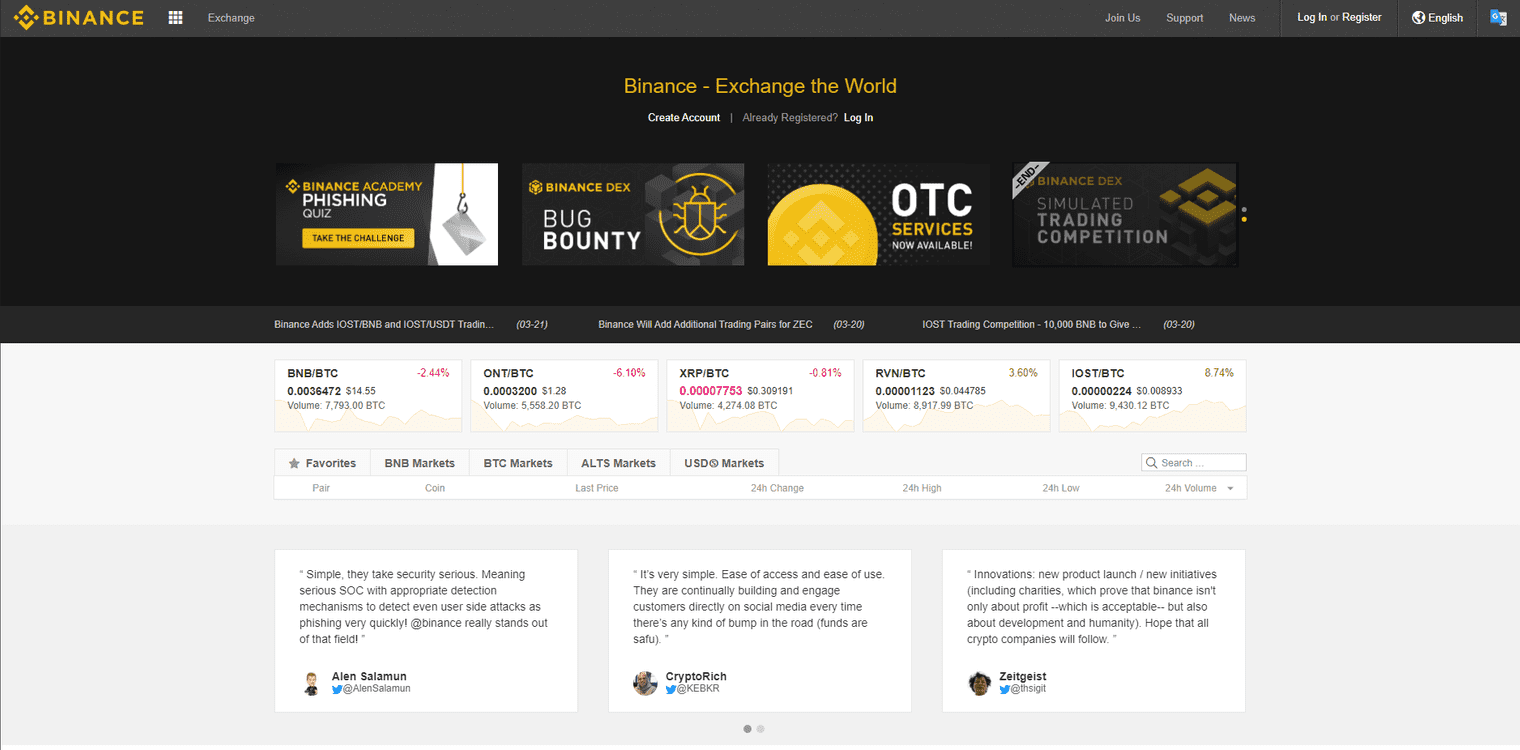 BINANCE
Exchange
Join Us
Support
News
Log In or Register
English
Binance - Exchange the World
Create Account | Already Registered? Log In
BINANCE ACADEMY
PHISHING
QUIZ
TAKE THE CHALLENGE
BINANCE DEX
BUG
BOUNTY
OTC
SERVICES
NOW AVAILABLE!
-END-
BINANCE DEX
SIMULATED
TRADING
COMPETITION
Binance Adds IOST/BNB and IOST/USDT Tradin... (03-21)
Binance Will Add Additional Trading Pairs for ZEC (03-20)
IOST Trading Competition - 10,000 BNB to Give ... (03-20)
BNB/BTC -2.44%
0.0036472 $14.55
Volume: 7,793.00 BTC
ONT/BTC -6.10%
0.0003200 $1.28
Volume: 5,558.20 BTC
XRP/BTC -0.81%
0.00007753 $0.309191
Volume: 4,274.08 BTC
RVN/BTC 3.60%
0.00001123 $0.044785
Volume: 8,917.99 BTC
IOST/BTC 8.74%
0.00000224 $0.008933
Volume: 9,430.12 BTC
Favorites
BNB Markets
BTC Markets
ALTS Markets
USDⓈ Markets
Search ...
Pair
Coin
Last Price
24h Change
24h High
24h Low
24h Volume
“ Simple, they take security serious. Meaning
serious SOC with appropriate detection
mechanisms to detect even user side attacks as
phishing very quickly! @binance really stands out
of that field! ”
Alen Salamun
@AlenSalamun
“ It's very simple. Ease of access and ease of use.
They are continually building and engage
customers directly on social media every time
there's any kind of bump in the road (funds are
safu). ”
CryptoRich
@KEBKR
“ Innovations: new product launch / new initiatives
(including charities, which prove that binance isn't
only about profit --which is acceptable-- but also
about development and humanity). Hope that all
crypto companies will follow. ”
Zeitgeist
@thsigit